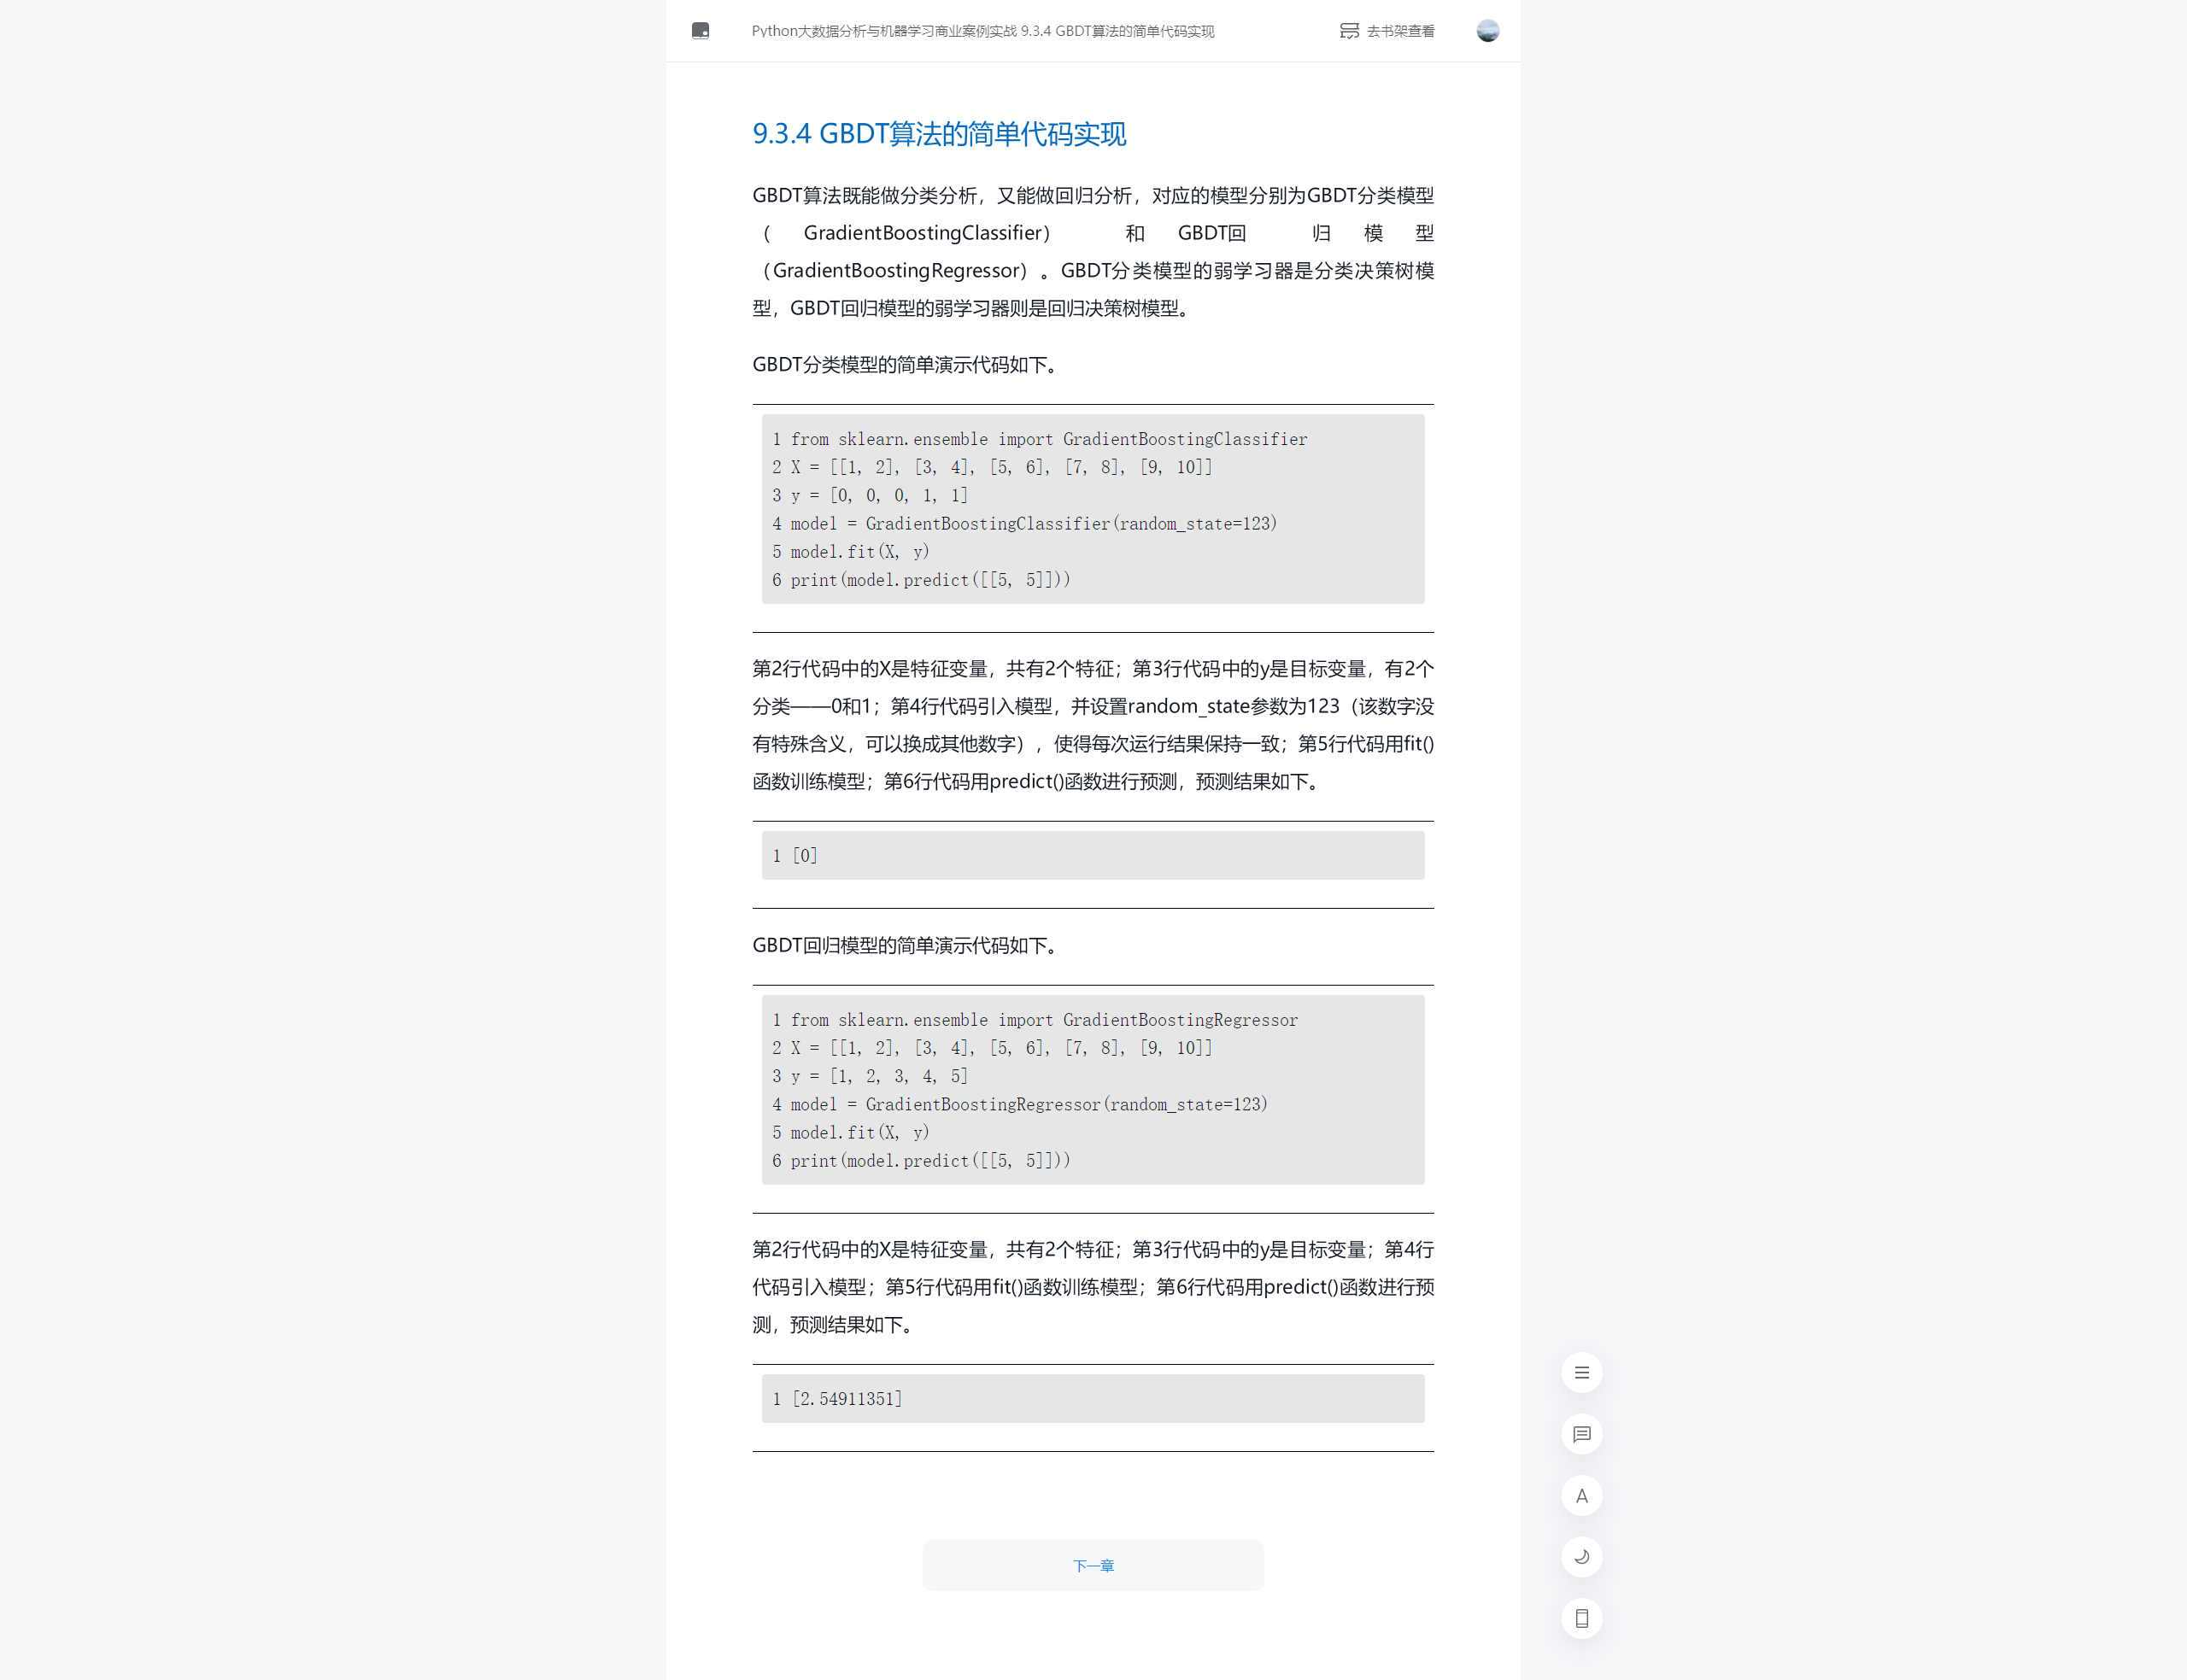 Python大数据分析与机器学习商业案例实战 9.3.4 GBDT算法的简单代码实现
去书架查看
9.3.4 GBDT算法的简单代码实现
GBDT算法既能做分类分析，又能做回归分析，对应的模型分别为GBDT分类模型
（GradientBoostingClassifier）和GBDT回归模型
（GradientBoostingRegressor）。GBDT分类模型的弱学习器是分类决策树模
型，GBDT回归模型的弱学习器则是回归决策树模型。
GBDT分类模型的简单演示代码如下。
1 from sklearn.ensemble import GradientBoostingClassifier
2 X = [[1, 2], [3, 4], [5, 6], [7, 8], [9, 10]]
3 y = [0, 0, 0, 1, 1]
4 model = GradientBoostingClassifier(random_state=123)
5 model.fit(X, y)
6 print(model.predict([[5, 5]]))
第2行代码中的X是特征变量，共有2个特征；第3行代码中的y是目标变量，有2个
分类——0和1；第4行代码引入模型，并设置random_state参数为123（该数字没
有特殊含义，可以换成其他数字），使得每次运行结果保持一致；第5行代码用fit()
函数训练模型；第6行代码用predict()函数进行预测，预测结果如下。
1 [0]
GBDT回归模型的简单演示代码如下。
1 from sklearn.ensemble import GradientBoostingRegressor
2 X = [[1, 2], [3, 4], [5, 6], [7, 8], [9, 10]]
3 y = [1, 2, 3, 4, 5]
4 model = GradientBoostingRegressor(random_state=123)
5 model.fit(X, y)
6 print(model.predict([[5, 5]]))
第2行代码中的X是特征变量，共有2个特征；第3行代码中的y是目标变量；第4行
代码引入模型；第5行代码用fit()函数训练模型；第6行代码用predict()函数进行预
测，预测结果如下。
1 [2.54911351]
A
下一章